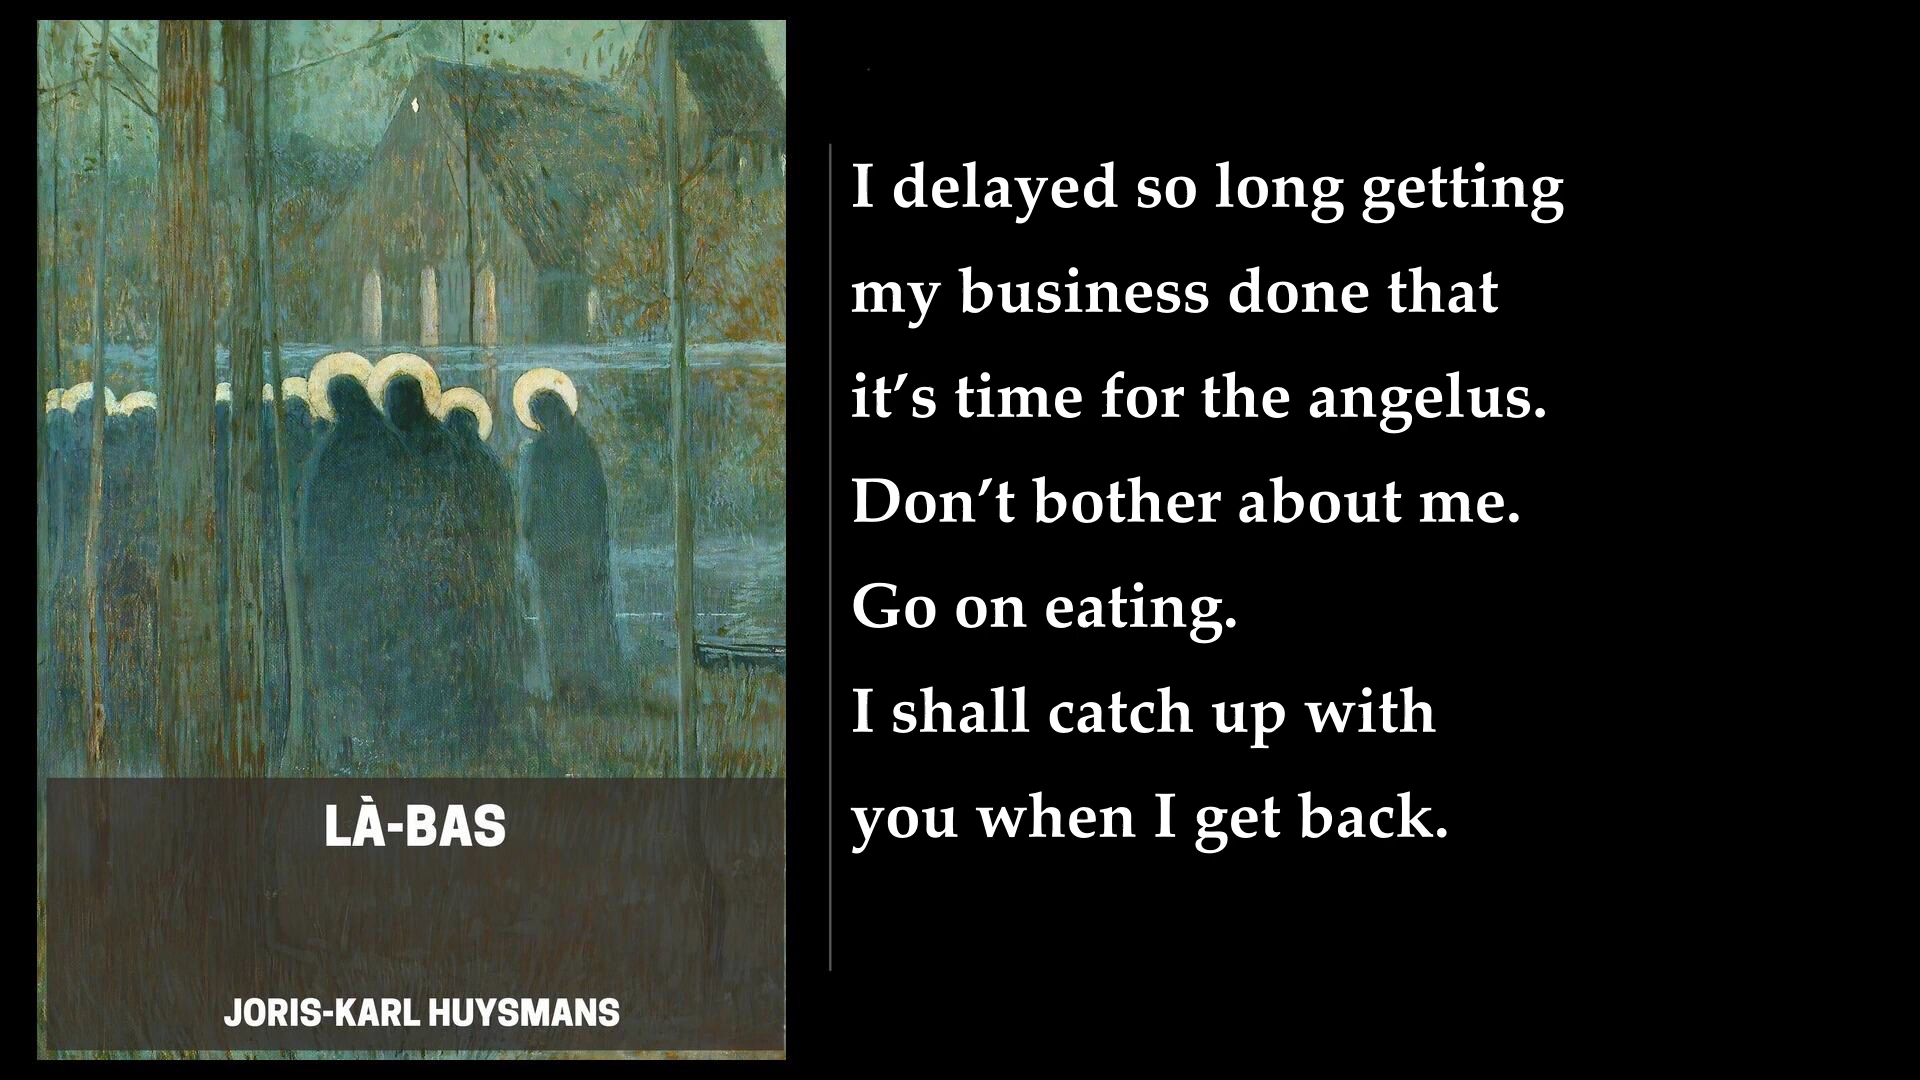 LÀ-BAS
JORIS-KARL HUYSMANS
I delayed so long getting
my business done that
it’s time for the angelus.
Don’t bother about me.
Go on eating.
I shall catch up with
you when I get back.